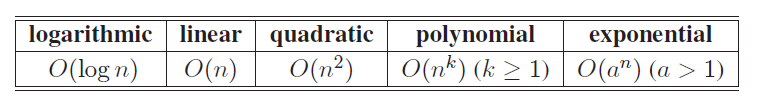 logarithmic linear quadratic polynomial exponential
O(log n) O(n) O(n²) O(nᵏ) (k ≥ 1) O(aⁿ) (a > 1)